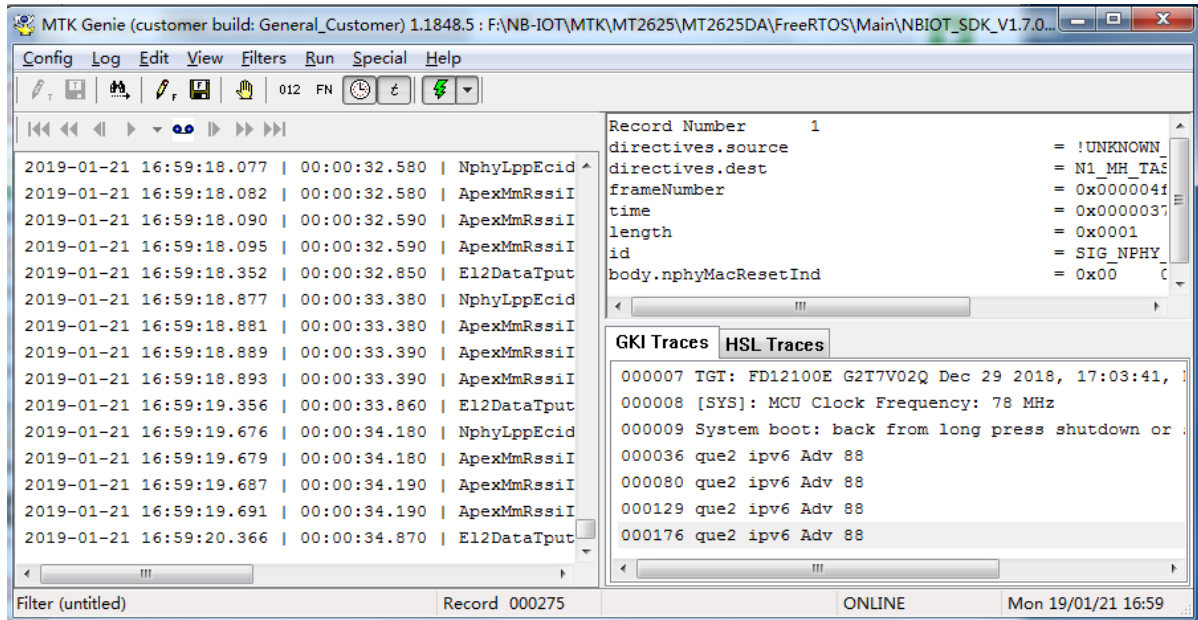 MTK Genie (customer build: General_Customer) 1.1848.5 : F:\NB-IOT\MTK\MT2625\MT2625DA\FreeRTOS\Main\NBIOT_SDK_V1.7.0...
Config Log Edit View Filters Run Special Help
T F 012 FN t
2019-01-21 16:59:18.077 | 00:00:32.580 | NphyLppEcid
2019-01-21 16:59:18.082 | 00:00:32.580 | ApexMmRssiI
2019-01-21 16:59:18.090 | 00:00:32.590 | ApexMmRssiI
2019-01-21 16:59:18.095 | 00:00:32.590 | ApexMmRssiI
2019-01-21 16:59:18.352 | 00:00:32.850 | El2DataTput
2019-01-21 16:59:18.877 | 00:00:33.380 | NphyLppEcid
2019-01-21 16:59:18.881 | 00:00:33.380 | ApexMmRssiI
2019-01-21 16:59:18.889 | 00:00:33.390 | ApexMmRssiI
2019-01-21 16:59:18.893 | 00:00:33.390 | ApexMmRssiI
2019-01-21 16:59:19.356 | 00:00:33.860 | El2DataTput
2019-01-21 16:59:19.676 | 00:00:34.180 | NphyLppEcid
2019-01-21 16:59:19.679 | 00:00:34.180 | ApexMmRssiI
2019-01-21 16:59:19.687 | 00:00:34.190 | ApexMmRssiI
2019-01-21 16:59:19.691 | 00:00:34.190 | ApexMmRssiI
2019-01-21 16:59:20.366 | 00:00:34.870 | El2DataTput
Record Number 1
directives.source = !UNKNOWN_
directives.dest = N1_MH_TAS
frameNumber = 0x000004f
time = 0x0000037
length = 0x0001
id = SIG_NPHY_
body.nphyMacResetInd = 0x00
GKI Traces HSL Traces
000007 TGT: FD12100E G2T7V02Q Dec 29 2018, 17:03:41,
000008 [SYS]: MCU Clock Frequency: 78 MHz
000009 System boot: back from long press shutdown or
000036 que2 ipv6 Adv 88
000080 que2 ipv6 Adv 88
000129 que2 ipv6 Adv 88
000176 que2 ipv6 Adv 88
Filter (untitled) Record 000275 ONLINE Mon 19/01/21 16:59